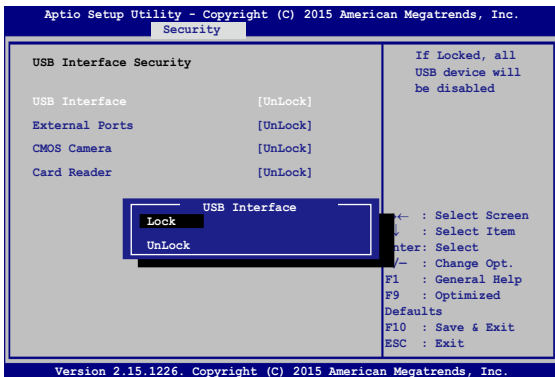 Aptio Setup Utility - Copyright (C) 2015 American Megatrends, Inc.
Security
USB Interface Security
USB Interface [UnLock]
External Ports [UnLock]
CMOS Camera [UnLock]
Card Reader [UnLock]
If Locked, all
USB device will
be disabled
USB Interface
Lock
UnLock
← : Select Screen
↓ : Select Item
nter: Select
/— : Change Opt.
F1 : General Help
F9 : Optimized
Defaults
F10 : Save & Exit
ESC : Exit
Version 2.15.1226. Copyright (C) 2015 American Megatrends, Inc.